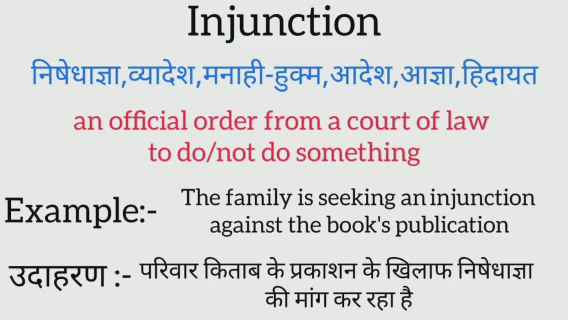 Injunction
निषेधाज्ञा,व्यादेश,मनाही-हुक्म,आदेश,आज्ञा,हिदायत
an official order from a court of law
to do/not do something
Example:- The family is seeking an injunction
against the book's publication
उदाहरण :- परिवार किताब के प्रकाशन के खिलाफ निषेधाज्ञा
की मांग कर रहा है